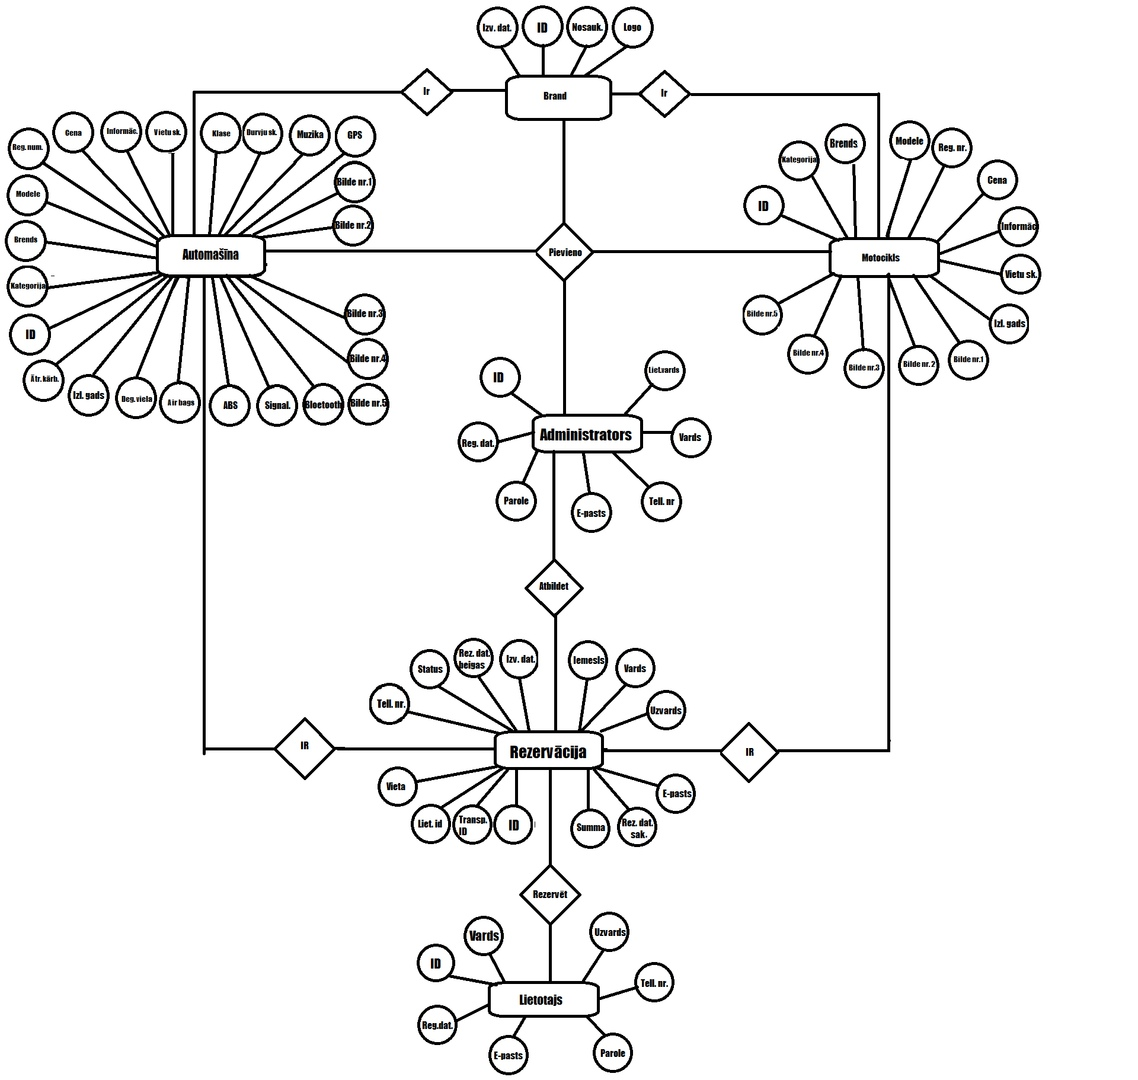 Izv. dat.
ID
Nosauk.
Logo
Brand
Ir
Ir
Reg. num.
Cena
Informāc.
Vietu sk.
Klase
Durvju sk.
Muzika
GPS
Bilde nr.1
Bilde nr.2
Modele
Brends
Kategorija
ID
Ātr. kārb.
Izl. gads
Deg. viela
Air bags
ABS
Signal.
Bloetooth
Bilde nr.5
Bilde nr.4
Bilde nr.3
Automašīna
Pievieno
Motocikls
ID
Kategorija
Brends
Modele
Reg. nr.
Cena
Informāc
Vietu sk.
Izl. gads
Bilde nr.1
Bilde nr. 2
Bilde nr.3
Bilde nr.4
Bilde nr.5
ID
Liet.vards
Reg. dat.
Administrators
Vards
Parole
E-pasts
Tell. nr
Atbildet
Tell. nr.
Status
Rez. dat.
beigas
Izv. dat.
Iemesls
Vards
Uzvards
IR
Rezervācija
IR
Vieta
Liet. id
Transp.
ID
ID
Summa
Rez. dat.
sak.
E-pasts
Rezervēt
ID
Vards
Uzvards
Tell. nr.
Lietotajs
Reg.dat.
E-pasts
Parole